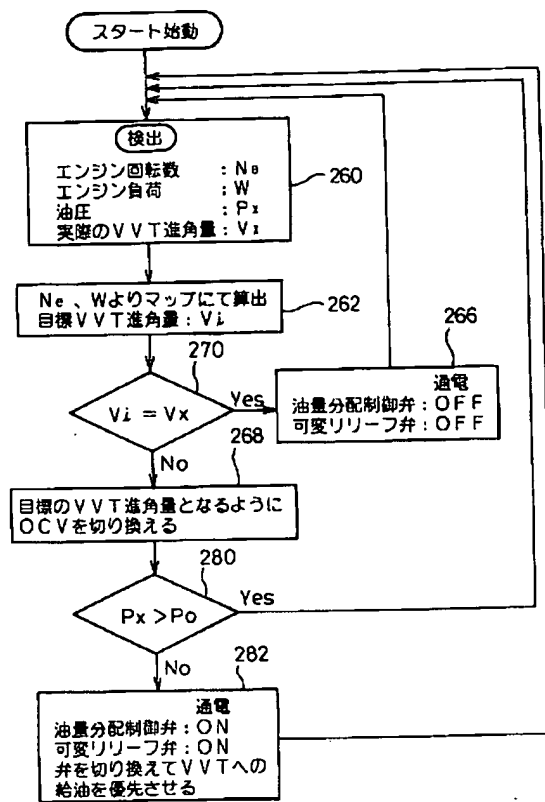 スタート始動
検出
エンジン回転数 : Ne
エンジン負荷 : W
油圧 : Px
実際のVVT進角量 : Vx
260
Ne、Wよりマップにて算出
目標VVT進角量 : Vi
262
270
Vi = Vx
Yes
266
通電
油量分配制御弁 : OFF
可変リリーフ弁 : OFF
No
268
目標のVVT進角量となるように
OCVを切り換える
280
Px > Po
Yes
No
282
通電
油量分配制御弁 : ON
可変リリーフ弁 : ON
弁を切り換えてVVTへの
給油を優先させる